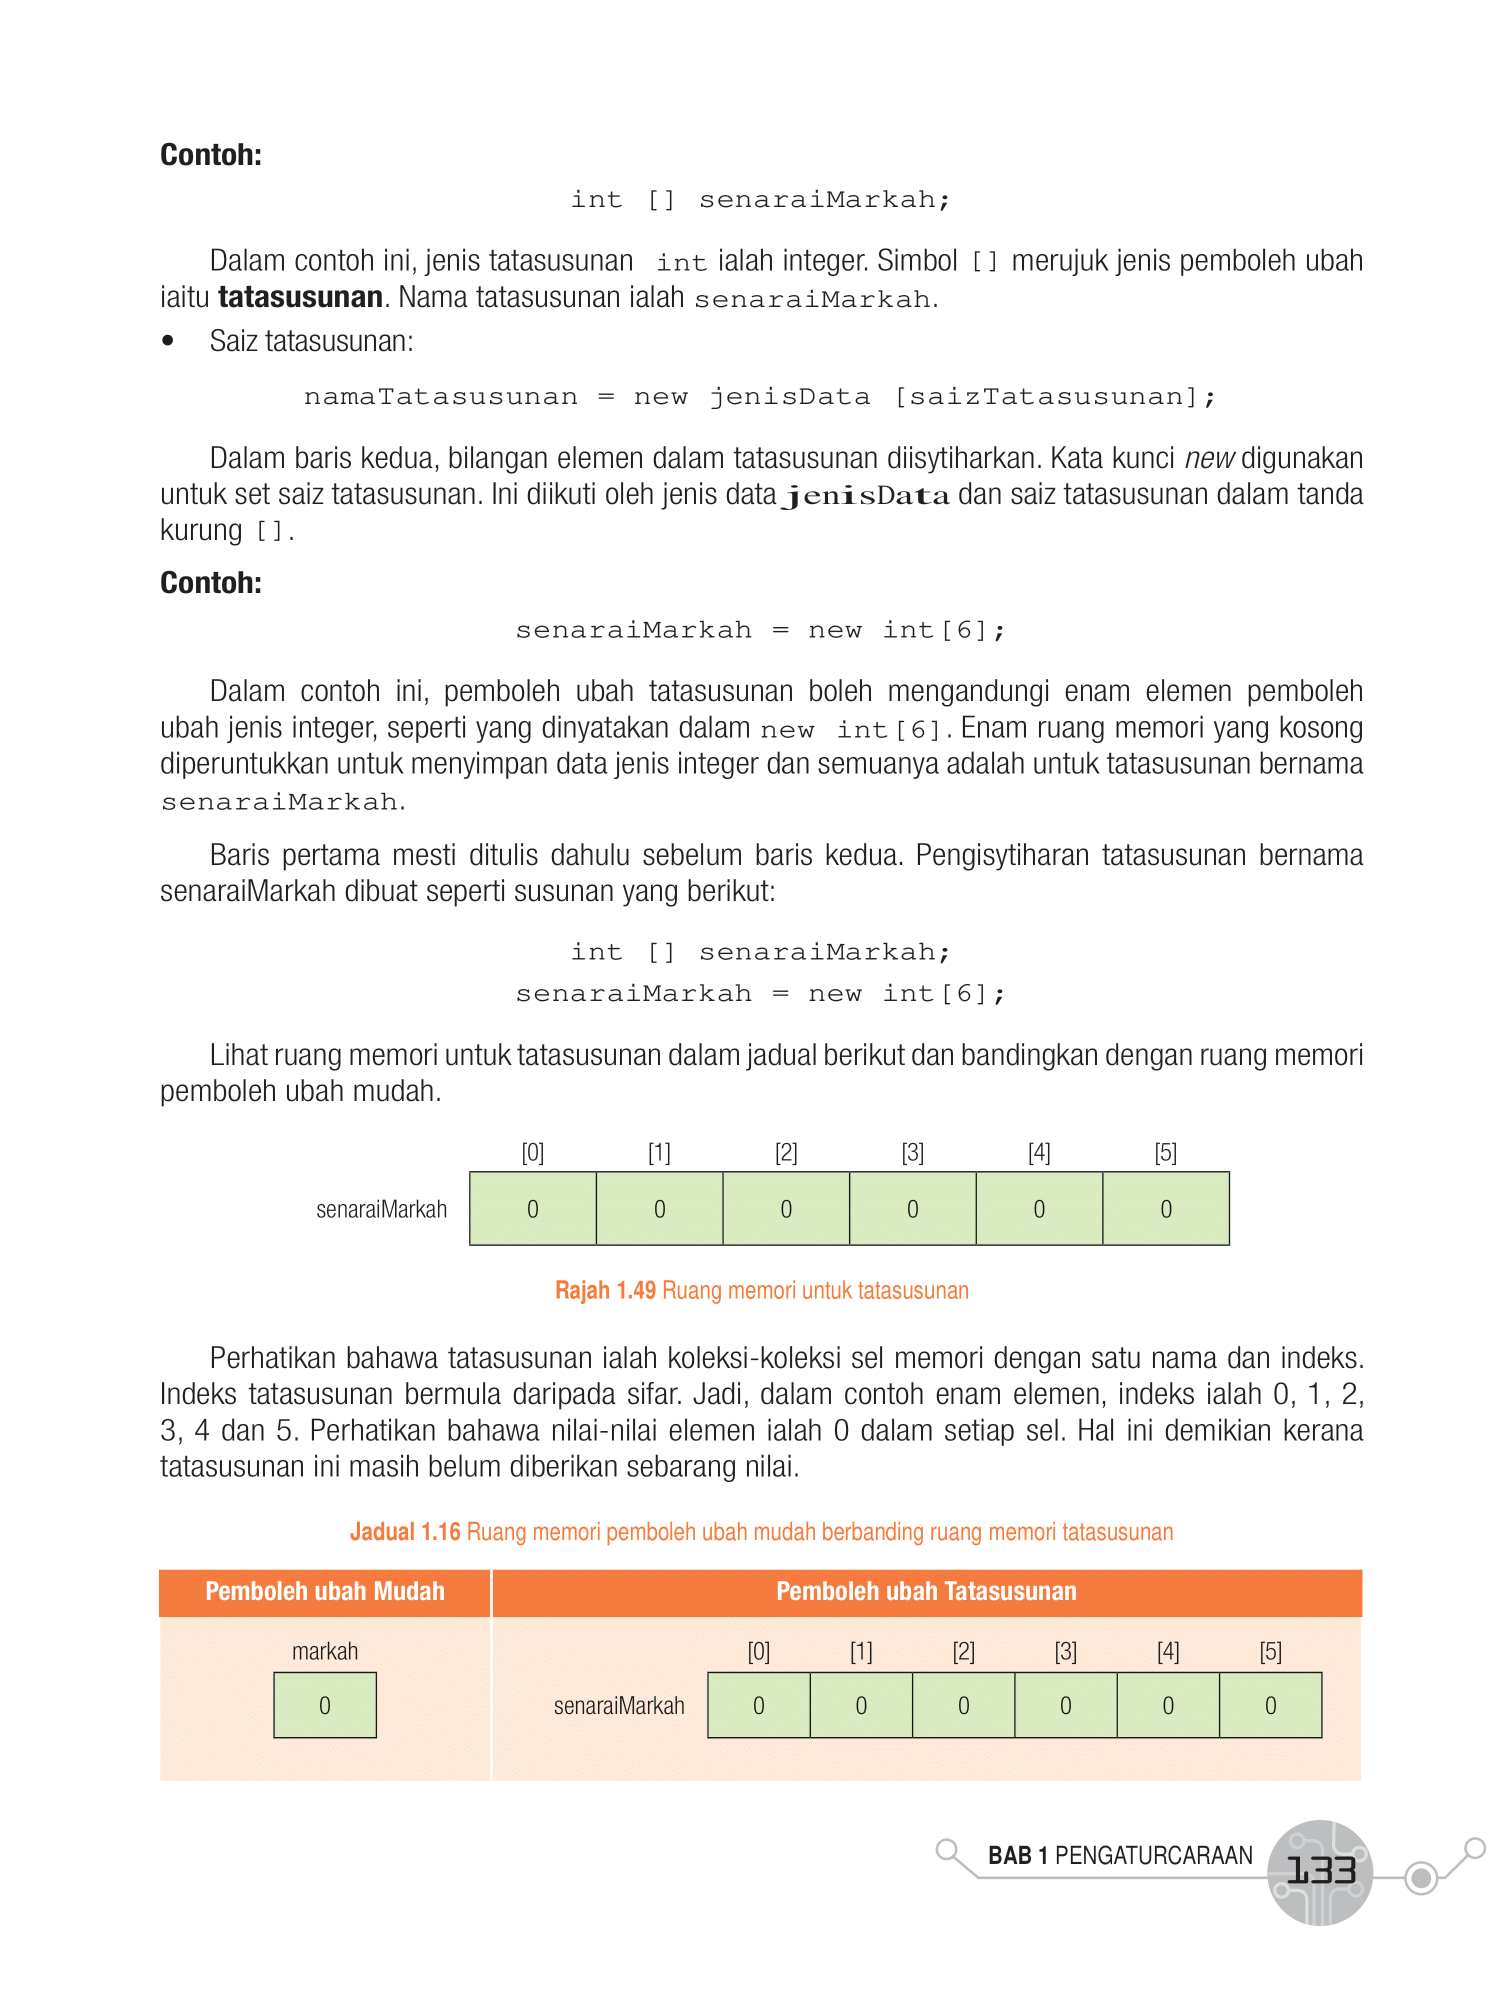 Contoh:
int [] senaraiMarkah;
Dalam contoh ini, jenis tatasusunan int ialah integer. Simbol [] merujuk jenis pemboleh ubah
iaitu tatasusunan. Nama tatasusunan ialah senaraiMarkah.
• Saiz tatasusunan:
namaTatasusunan = new jenisData [saizTatasusunan];
Dalam baris kedua, bilangan elemen dalam tatasusunan diisytiharkan. Kata kunci new digunakan
untuk set saiz tatasusunan. Ini diikuti oleh jenis data jenisData dan saiz tatasusunan dalam tanda
kurung [].
Contoh:
senaraiMarkah = new int[6];
Dalam contoh ini, pemboleh ubah tatasusunan boleh mengandungi enam elemen pemboleh
ubah jenis integer, seperti yang dinyatakan dalam new int[6]. Enam ruang memori yang kosong
diperuntukkan untuk menyimpan data jenis integer dan semuanya adalah untuk tatasusunan bernama
senaraiMarkah.
Baris pertama mesti ditulis dahulu sebelum baris kedua. Pengisytiharan tatasusunan bernama
senaraiMarkah dibuat seperti susunan yang berikut:
int [] senaraiMarkah;
senaraiMarkah = new int[6];
Lihat ruang memori untuk tatasusunan dalam jadual berikut dan bandingkan dengan ruang memori
pemboleh ubah mudah.
[0] [1] [2] [3] [4] [5]
senaraiMarkah 0 0 0 0 0 0
Rajah 1.49 Ruang memori untuk tatasusunan
Perhatikan bahawa tatasusunan ialah koleksi-koleksi sel memori dengan satu nama dan indeks.
Indeks tatasusunan bermula daripada sifar. Jadi, dalam contoh enam elemen, indeks ialah 0, 1, 2,
3, 4 dan 5. Perhatikan bahawa nilai-nilai elemen ialah 0 dalam setiap sel. Hal ini demikian kerana
tatasusunan ini masih belum diberikan sebarang nilai.
Jadual 1.16 Ruang memori pemboleh ubah mudah berbanding ruang memori tatasusunan
Pemboleh ubah Mudah Pemboleh ubah Tatasusunan
markah [0] [1] [2] [3] [4] [5]
0 senaraiMarkah 0 0 0 0 0 0
BAB 1 PENGATURCARAAN 133